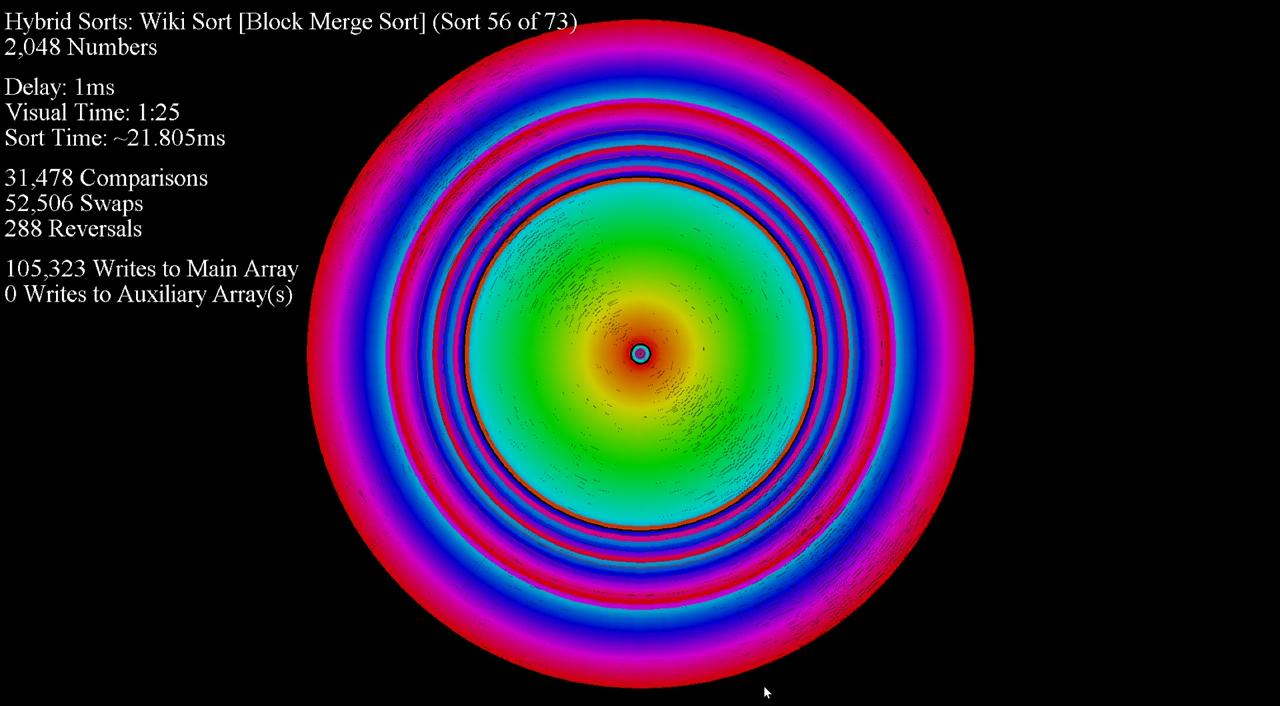 Hybrid Sorts: Wiki Sort [Block Merge Sort] (Sort 56 of 73)
2,048 Numbers
Delay: 1ms
Visual Time: 1:25
Sort Time: ~21.805ms
31,478 Comparisons
52,506 Swaps
288 Reversals
105,323 Writes to Main Array
0 Writes to Auxiliary Array(s)